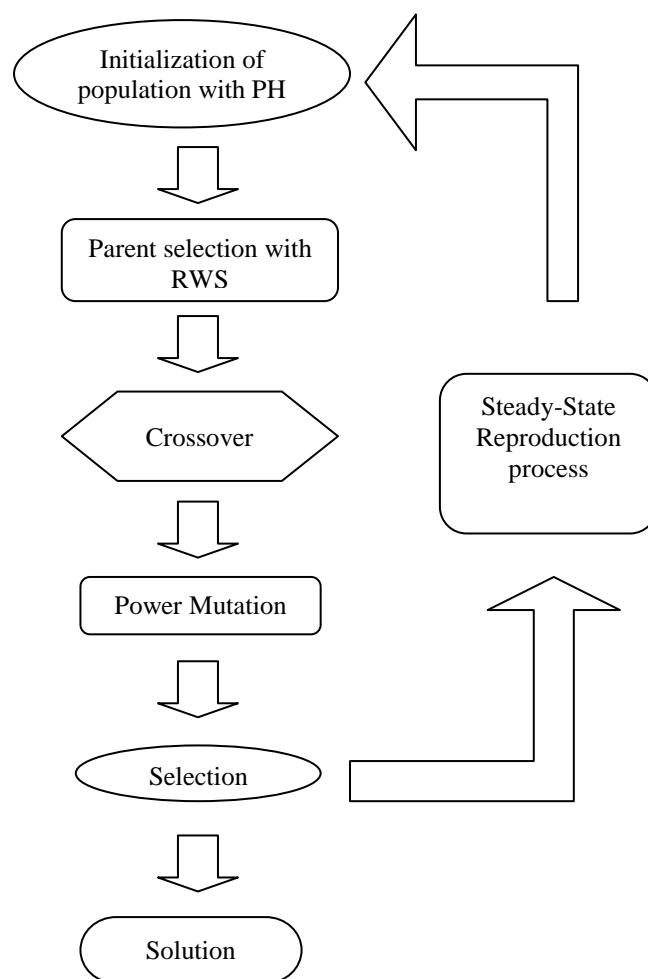 Initialization of
population with PH
Parent selection with
RWS
Crossover
Steady-State
Reproduction
process
Power Mutation
Selection
Solution